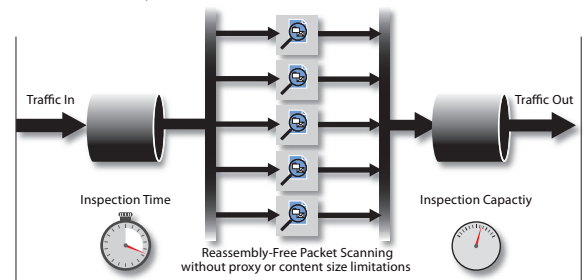 Traffic In
Traffic Out
Inspection Time
Inspection Capactiy
Reassembly-Free Packet Scanning
without proxy or content size limitations